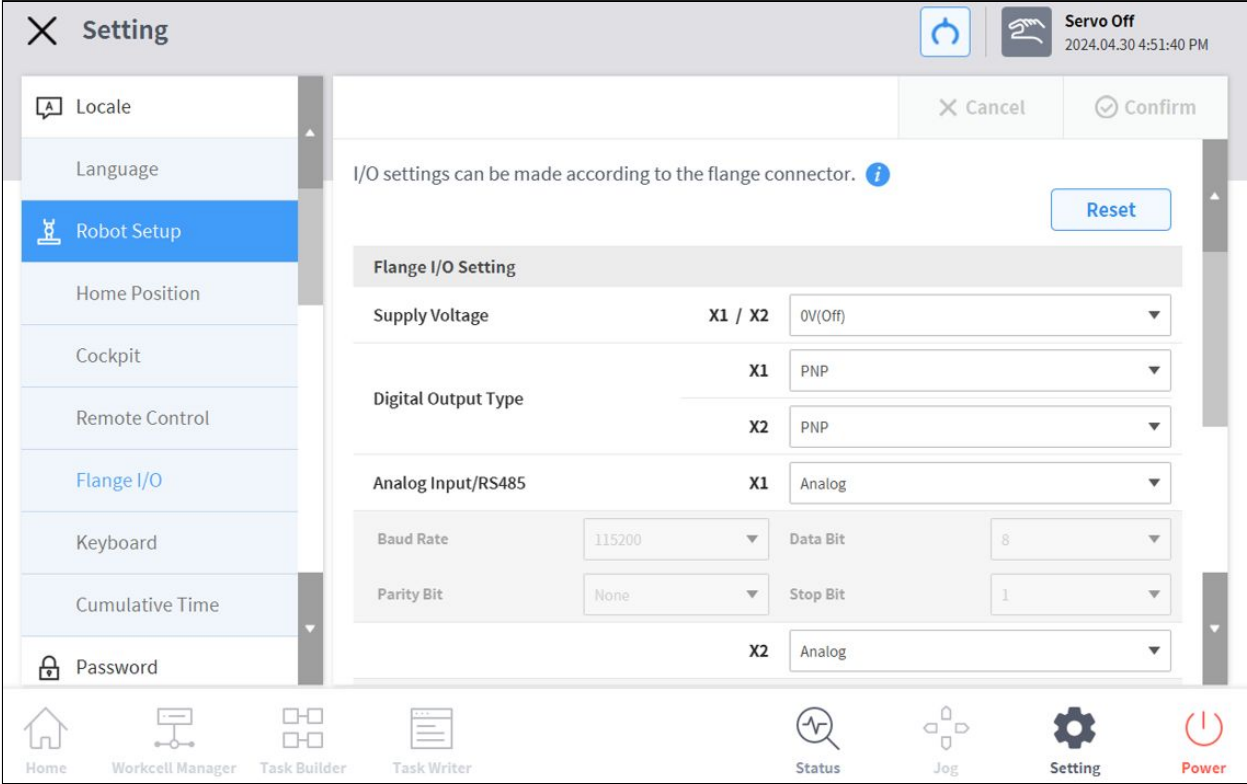 Setting
Servo Off
2024.04.30 4:51:40 PM
A Locale
Language
Robot Setup
Home Position
Cockpit
Remote Control
Flange I/O
Keyboard
Cumulative Time
Password
Cancel
Confirm
I/O settings can be made according to the flange connector. i
Reset
Flange I/O Setting
Supply Voltage X1 / X2 0V(Off)
Digital Output Type
X1 PNP
X2 PNP
Analog Input/RS485 X1 Analog
Baud Rate 115200 Data Bit 8
Parity Bit None Stop Bit 1
X2 Analog
Home Workcell Manager Task Builder Task Writer Status Jog Setting Power